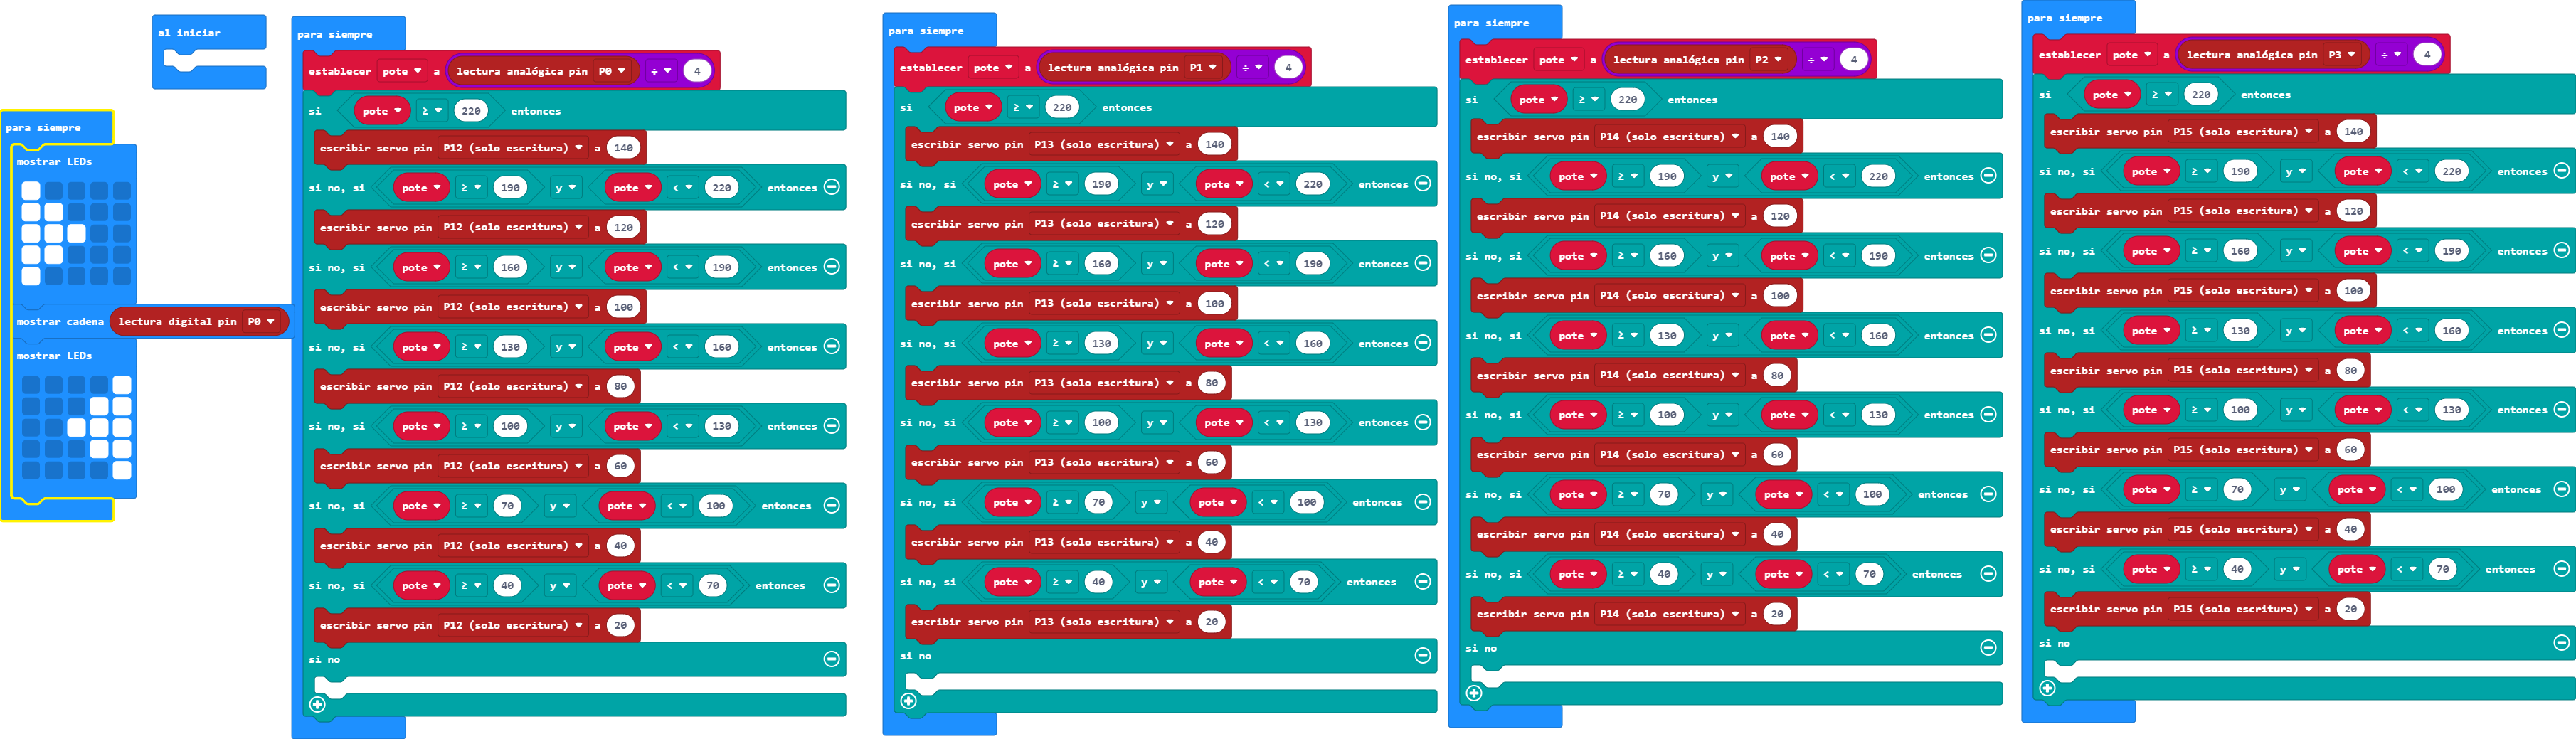 al iniciar
para siempre
mostrar LEDs
mostrar cadena lectura digital pin P0
mostrar LEDs
para siempre
establecer pote a lectura analógica pin P0 ÷ 4
si pote ≥ 220 entonces
escribir servo pin P12 (solo escritura) a 140
si no, si pote ≥ 190 y pote < 220 entonces
escribir servo pin P12 (solo escritura) a 120
si no, si pote ≥ 160 y pote < 190 entonces
escribir servo pin P12 (solo escritura) a 100
si no, si pote ≥ 130 y pote < 160 entonces
escribir servo pin P12 (solo escritura) a 80
si no, si pote ≥ 100 y pote < 130 entonces
escribir servo pin P12 (solo escritura) a 60
si no, si pote ≥ 70 y pote < 100 entonces
escribir servo pin P12 (solo escritura) a 40
si no, si pote ≥ 40 y pote < 70 entonces
escribir servo pin P12 (solo escritura) a 20
si no
para siempre
establecer pote a lectura analógica pin P1 ÷ 4
si pote ≥ 220 entonces
escribir servo pin P13 (solo escritura) a 140
si no, si pote ≥ 190 y pote < 220 entonces
escribir servo pin P13 (solo escritura) a 120
si no, si pote ≥ 160 y pote < 190 entonces
escribir servo pin P13 (solo escritura) a 100
si no, si pote ≥ 130 y pote < 160 entonces
escribir servo pin P13 (solo escritura) a 80
si no, si pote ≥ 100 y pote < 130 entonces
escribir servo pin P13 (solo escritura) a 60
si no, si pote ≥ 70 y pote < 100 entonces
escribir servo pin P13 (solo escritura) a 40
si no, si pote ≥ 40 y pote < 70 entonces
escribir servo pin P13 (solo escritura) a 20
si no
para siempre
establecer pote a lectura analógica pin P2 ÷ 4
si pote ≥ 220 entonces
escribir servo pin P14 (solo escritura) a 140
si no, si pote ≥ 190 y pote < 220 entonces
escribir servo pin P14 (solo escritura) a 120
si no, si pote ≥ 160 y pote < 190 entonces
escribir servo pin P14 (solo escritura) a 100
si no, si pote ≥ 130 y pote < 160 entonces
escribir servo pin P14 (solo escritura) a 80
si no, si pote ≥ 100 y pote < 130 entonces
escribir servo pin P14 (solo escritura) a 60
si no, si pote ≥ 70 y pote < 100 entonces
escribir servo pin P14 (solo escritura) a 40
si no, si pote ≥ 40 y pote < 70 entonces
escribir servo pin P14 (solo escritura) a 20
si no
para siempre
establecer pote a lectura analógica pin P3 ÷ 4
si pote ≥ 220 entonces
escribir servo pin P15 (solo escritura) a 140
si no, si pote ≥ 190 y pote < 220 entonces
escribir servo pin P15 (solo escritura) a 120
si no, si pote ≥ 160 y pote < 190 entonces
escribir servo pin P15 (solo escritura) a 100
si no, si pote ≥ 130 y pote < 160 entonces
escribir servo pin P15 (solo escritura) a 80
si no, si pote ≥ 100 y pote < 130 entonces
escribir servo pin P15 (solo escritura) a 60
si no, si pote ≥ 70 y pote < 100 entonces
escribir servo pin P15 (solo escritura) a 40
si no, si pote ≥ 40 y pote < 70 entonces
escribir servo pin P15 (solo escritura) a 20
si no